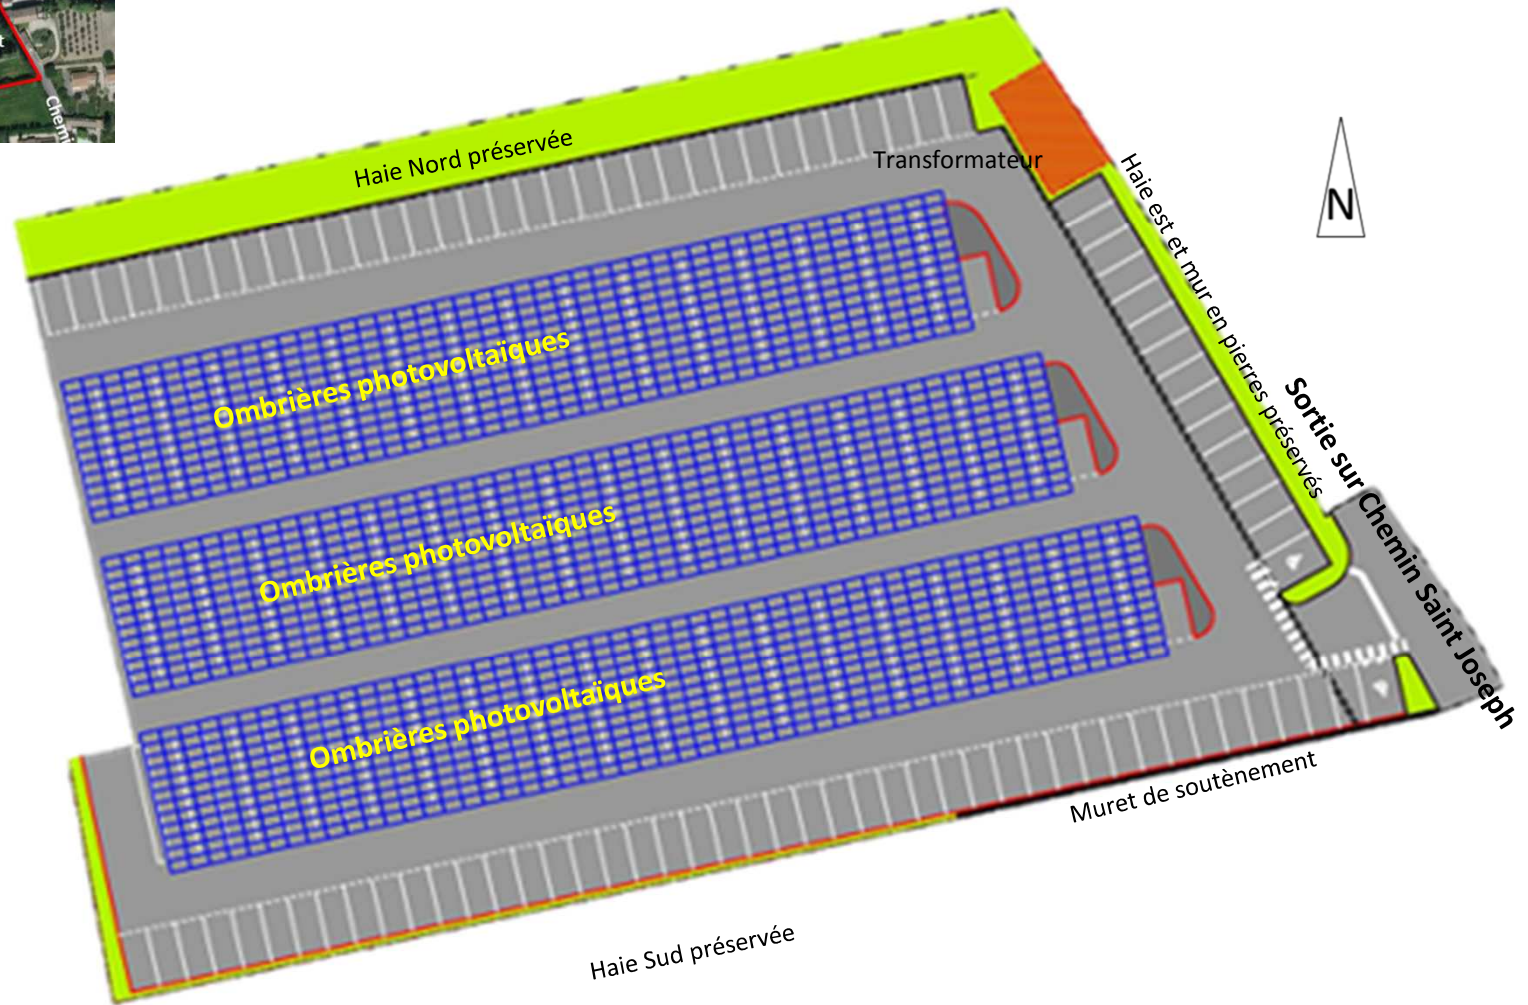 Haie Nord préservée
Transformateur
N
Haie est et mur en pierres préservés
Ombrières photovoltaïques
Ombrières photovoltaïques
Ombrières photovoltaïques
Sortie sur Chemin Saint Joseph
Muret de soutènement
Haie Sud préservée